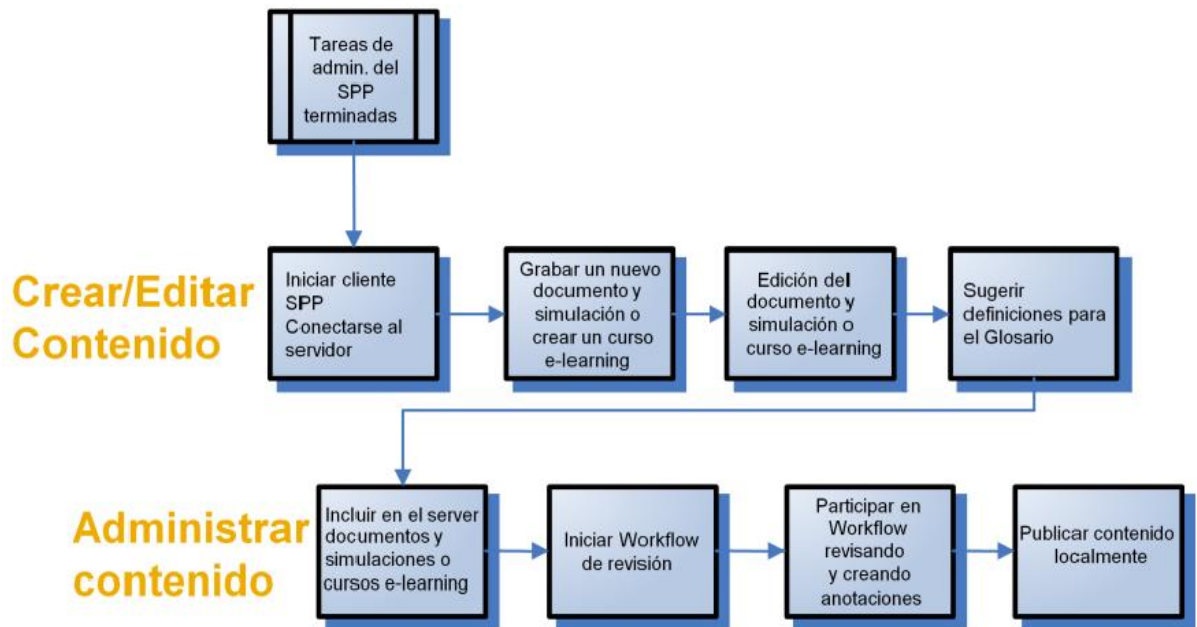 Tareas de
admin. del
SPP
terminadas
Crear/Editar
Contenido
Iniciar cliente
SPP
Conectarse al
servidor
Grabar un nuevo
documento y
simulación o
crear un curso
e-learning
Edición del
documento y
simulación o
curso e-learning
Sugerir
definiciones para
el Glosario
Administrar
contenido
Incluir en el server
documentos y
simulaciones o
cursos e-learning
Iniciar Workflow
de revisión
Participar en
Workflow
revisando
y creando
anotaciones
Publicar contenido
localmente